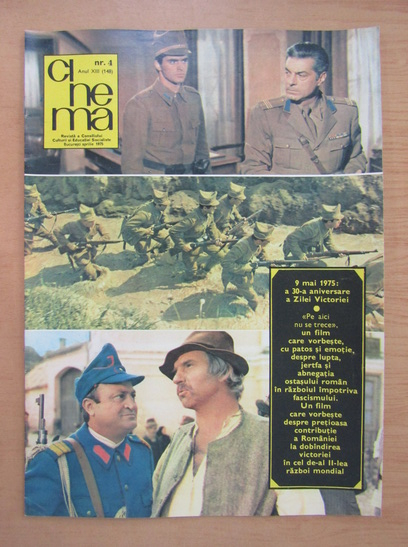 nr. 4
Anul XIII (148)
ci
ne
ma
Revistă a Consiliului
Culturii și Educației Socialiste
București aprilie 1975
9 mai 1975:
a 30-a aniversare
a Zilei Victoriei
«Pe aici
nu se trece»,
un film
care vorbește,
cu patos și emoție,
despre lupta,
jertfa și
abnegația
ostașului român
în războiul împotriva
fascismului.
Un film
care vorbește
despre prețioasa
contribuție
a României
la dobîndirea
victoriei
în cel de-al II-lea
război mondial